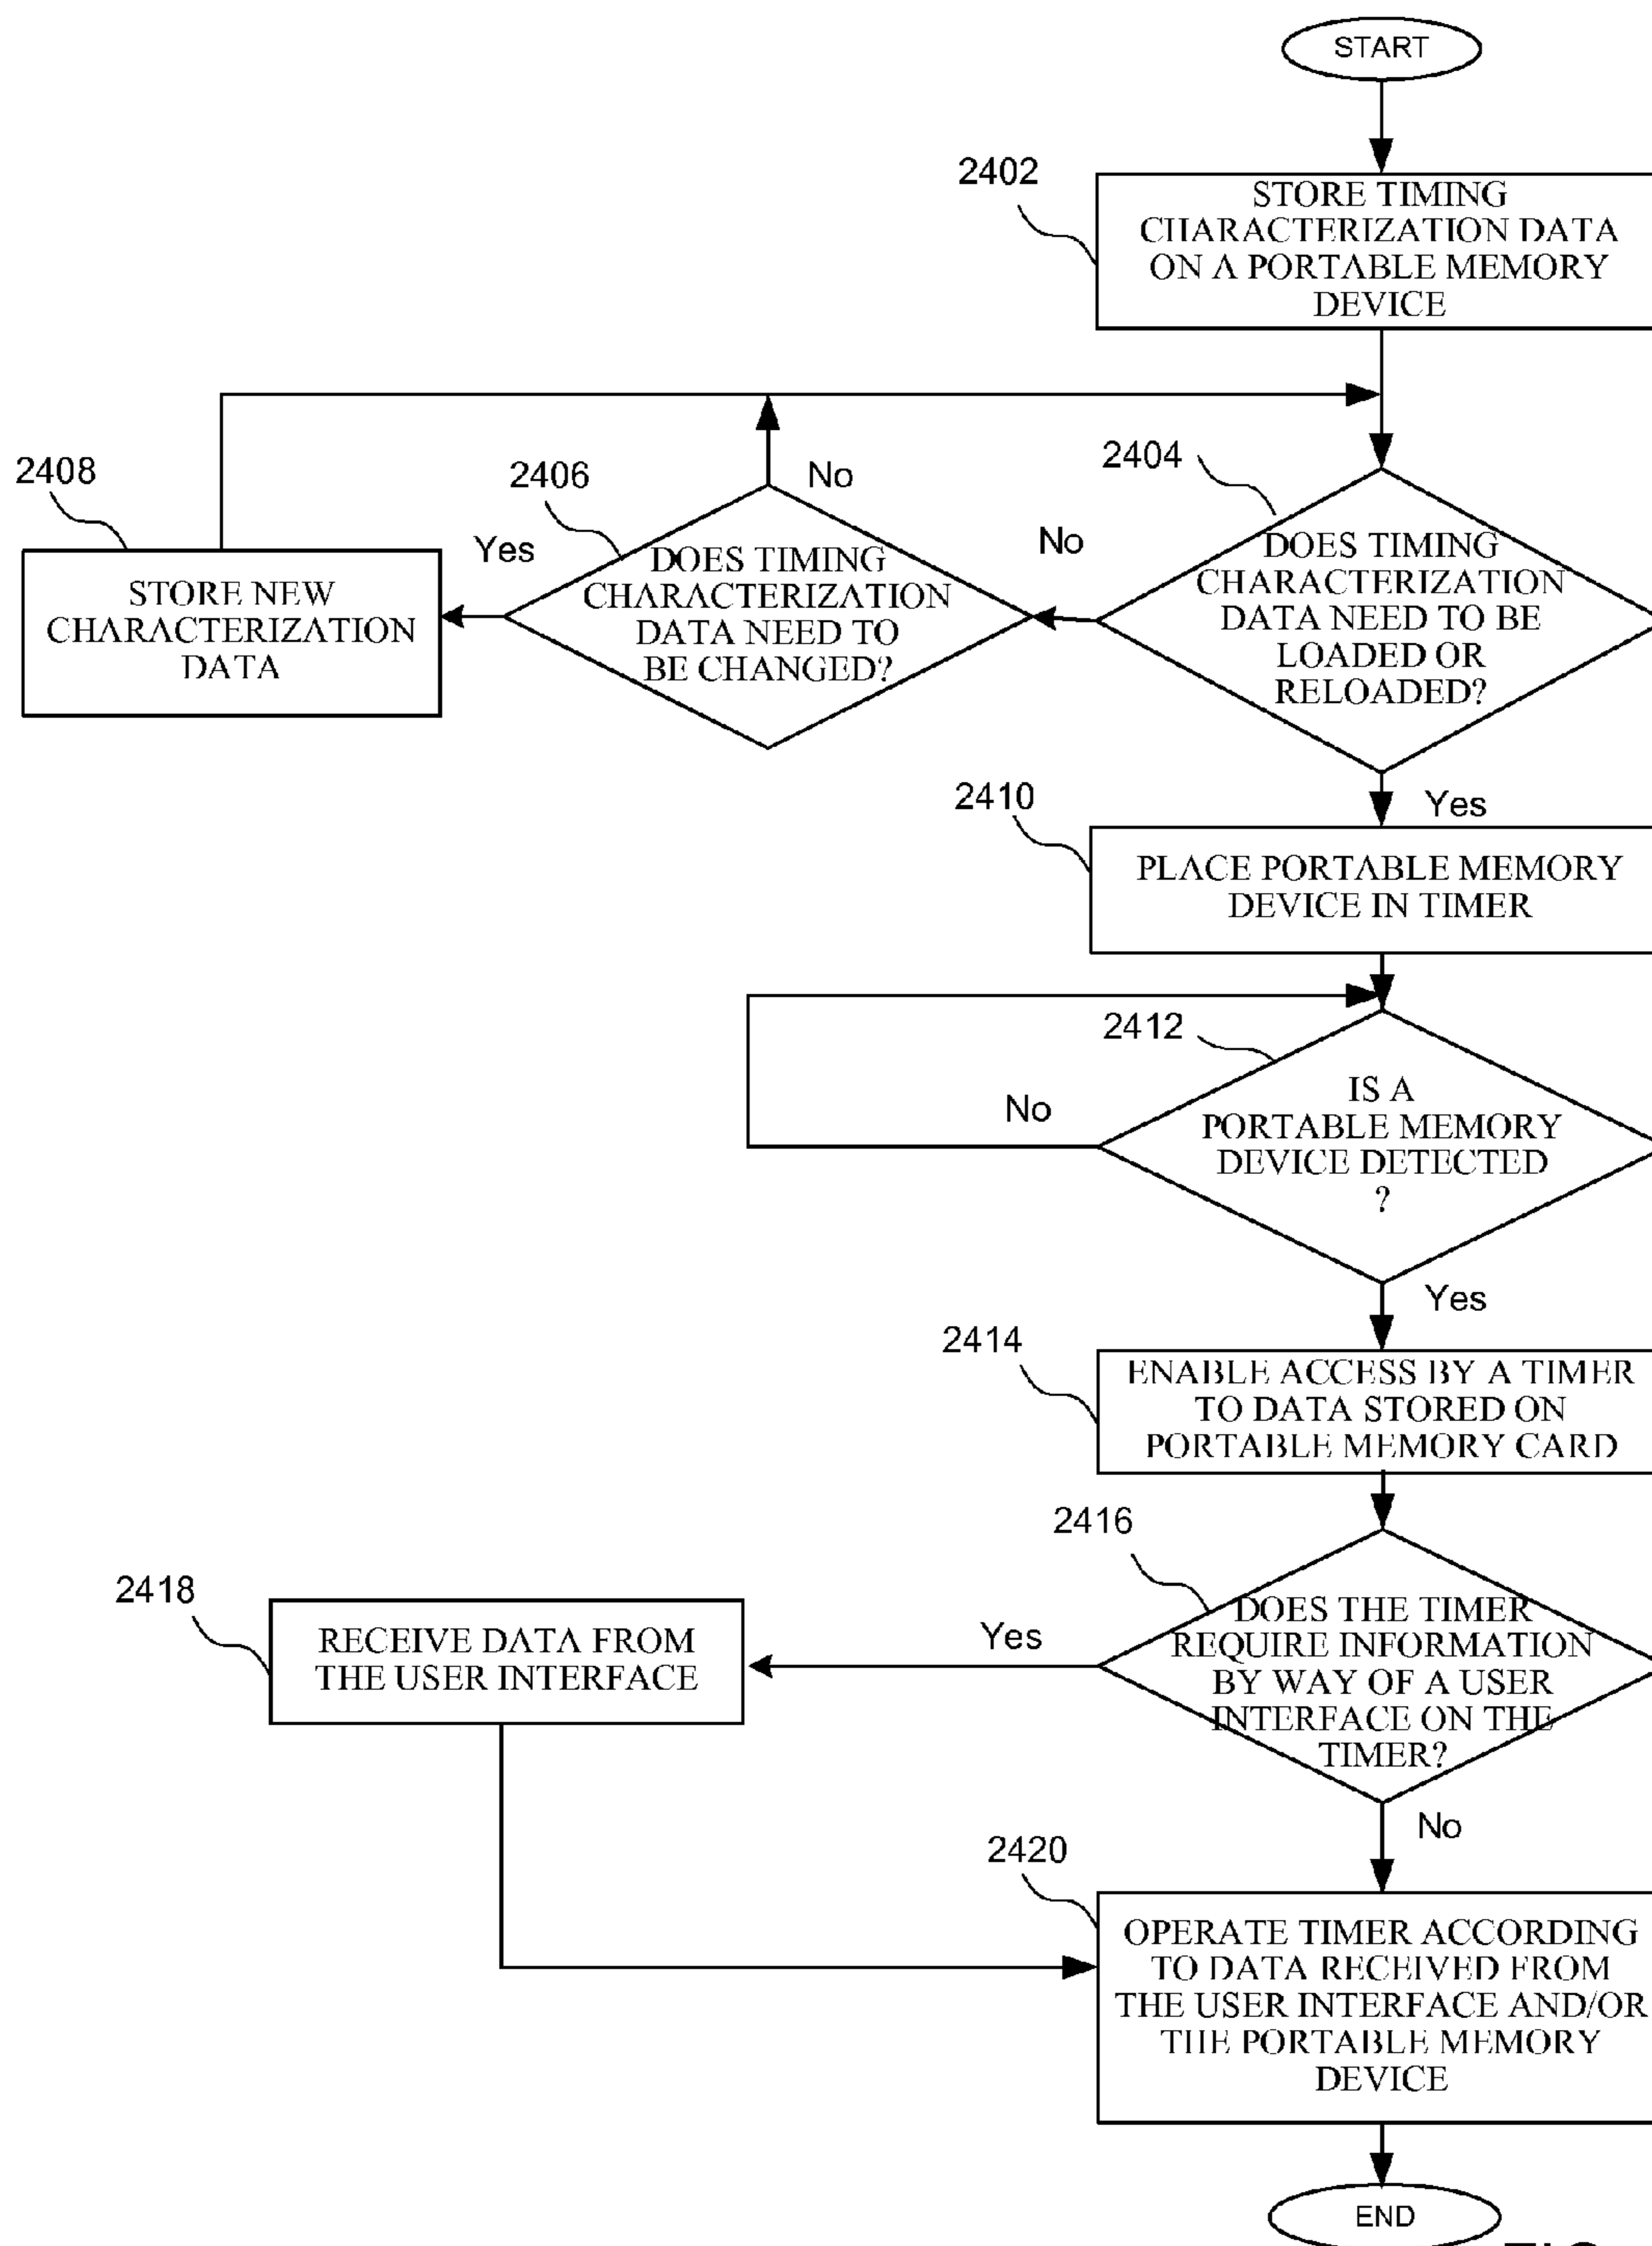 START
2402
STORE TIMING
CHARACTERIZATION DATA
ON A PORTABLE MEMORY
DEVICE
2408
2406
No
2404
Yes
No
STORE NEW
CHARACTERIZATION
DATA
DOES TIMING
CHARACTERIZATION
DATA NEED TO
BE CHANGED?
DOES TIMING
CHARACTERIZATION
DATA NEED TO BE
LOADED OR
RELOADED?
2410
Yes
PLACE PORTABLE MEMORY
DEVICE IN TIMER
2412
No
IS A
PORTABLE MEMORY
DEVICE DETECTED
?
Yes
2414
ENABLE ACCESS BY A TIMER
TO DATA STORED ON
PORTABLE MEMORY CARD
2416
2418
RECEIVE DATA FROM
THE USER INTERFACE
Yes
DOES THE TIMER
REQUIRE INFORMATION
BY WAY OF A USER
INTERFACE ON THE
TIMER?
No
2420
OPERATE TIMER ACCORDING
TO DATA RECEIVED FROM
THE USER INTERFACE AND/OR
THE PORTABLE MEMORY
DEVICE
END